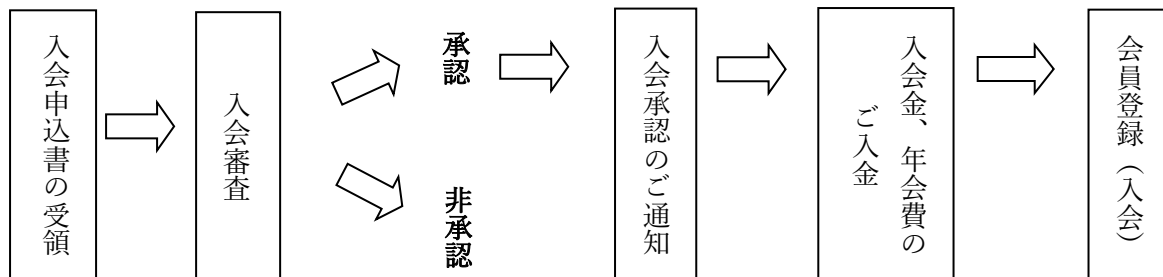 入会申込書の受領
入会審査
承認
非承認
入会承認のご通知
入会金、年会費の
ご入金
会員登録（入会）